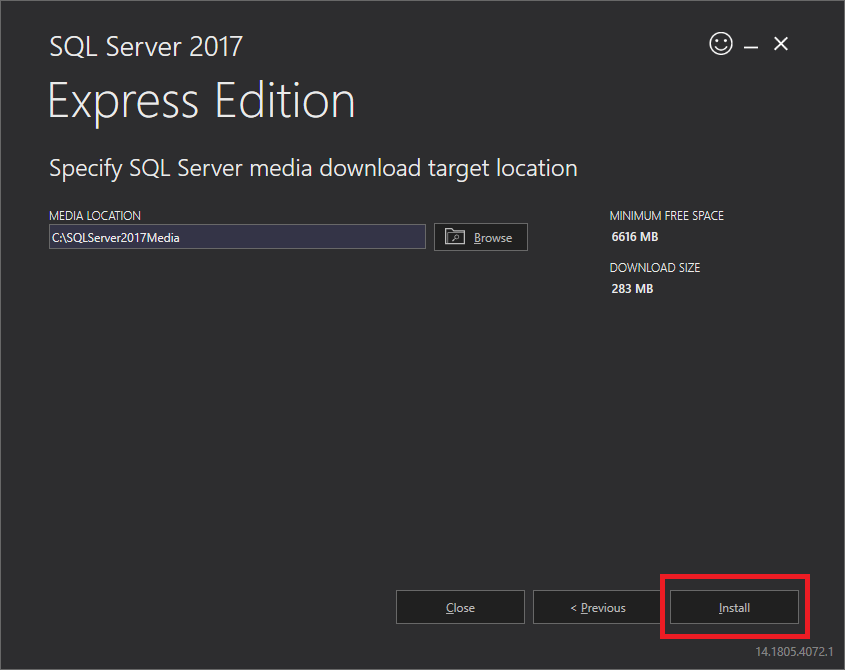 SQL Server 2017
Express Edition
Specify SQL Server media download target location
MEDIA LOCATION
C:\SQLServer2017Media
Browse
MINIMUM FREE SPACE
6616 MB
DOWNLOAD SIZE
283 MB
Close
< Previous
Install
14.1805.4072.1